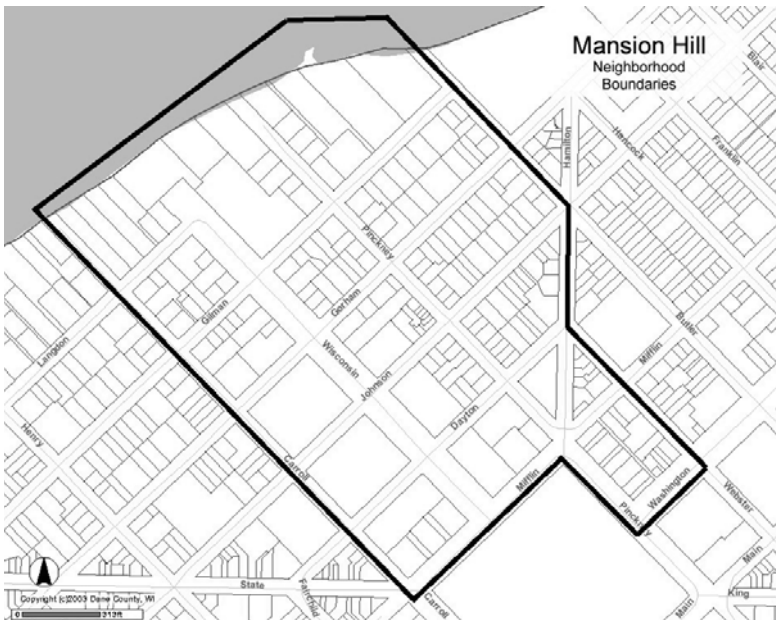 Mansion Hill
Neighborhood
Boundaries
Blair
Hamilton
Hancock
Franklin
Pinckney
Gilman
Gorham
Langdon
Wisconsin
Butler
Mifflin
Johnson
Dayton
Henry
Carroll
Mifflin
Washington
Pinckney
Webster
Main
State
Fairchild
Carroll
Main
King
Copyright (c)2003 Dane County, WI
0 313ft